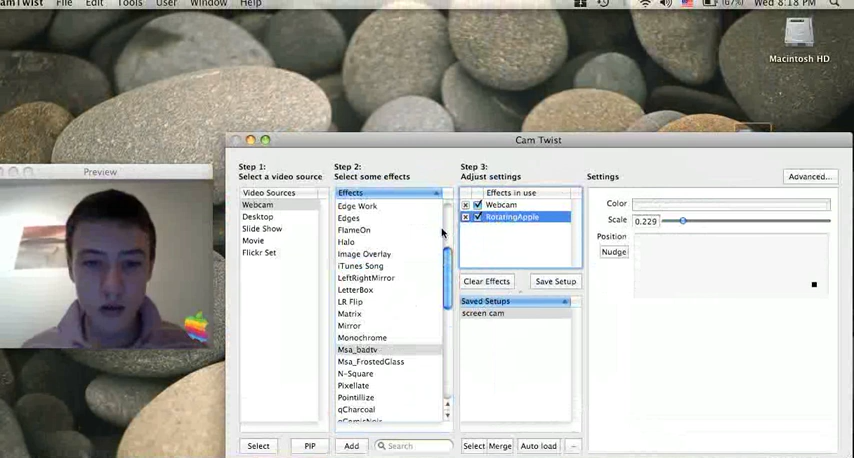 amTwist File Edit Tools User Window Help (67%) Wed 8:18 PM
Macintosh HD
Cam Twist
Preview
Step 1:
Select a video source
Video Sources
Webcam
Desktop
Slide Show
Movie
Flickr Set
Select
PIP
Step 2:
Select some effects
Effects
Edge Work
Edges
FlameOn
Halo
Image Overlay
iTunes Song
LeftRightMirror
LetterBox
LR Flip
Matrix
Mirror
Monochrome
Msa_badtv
Msa_FrostedGlass
N-Square
Pixellate
Pointillize
qCharcoal
Add
Search
Step 3:
Adjust settings
Effects in use
Webcam
RotatingApple
Clear Effects
Save Setup
Saved Setups
screen cam
Select Merge
Auto load
Settings
Advanced...
Color
Scale 0.229
Position
Nudge